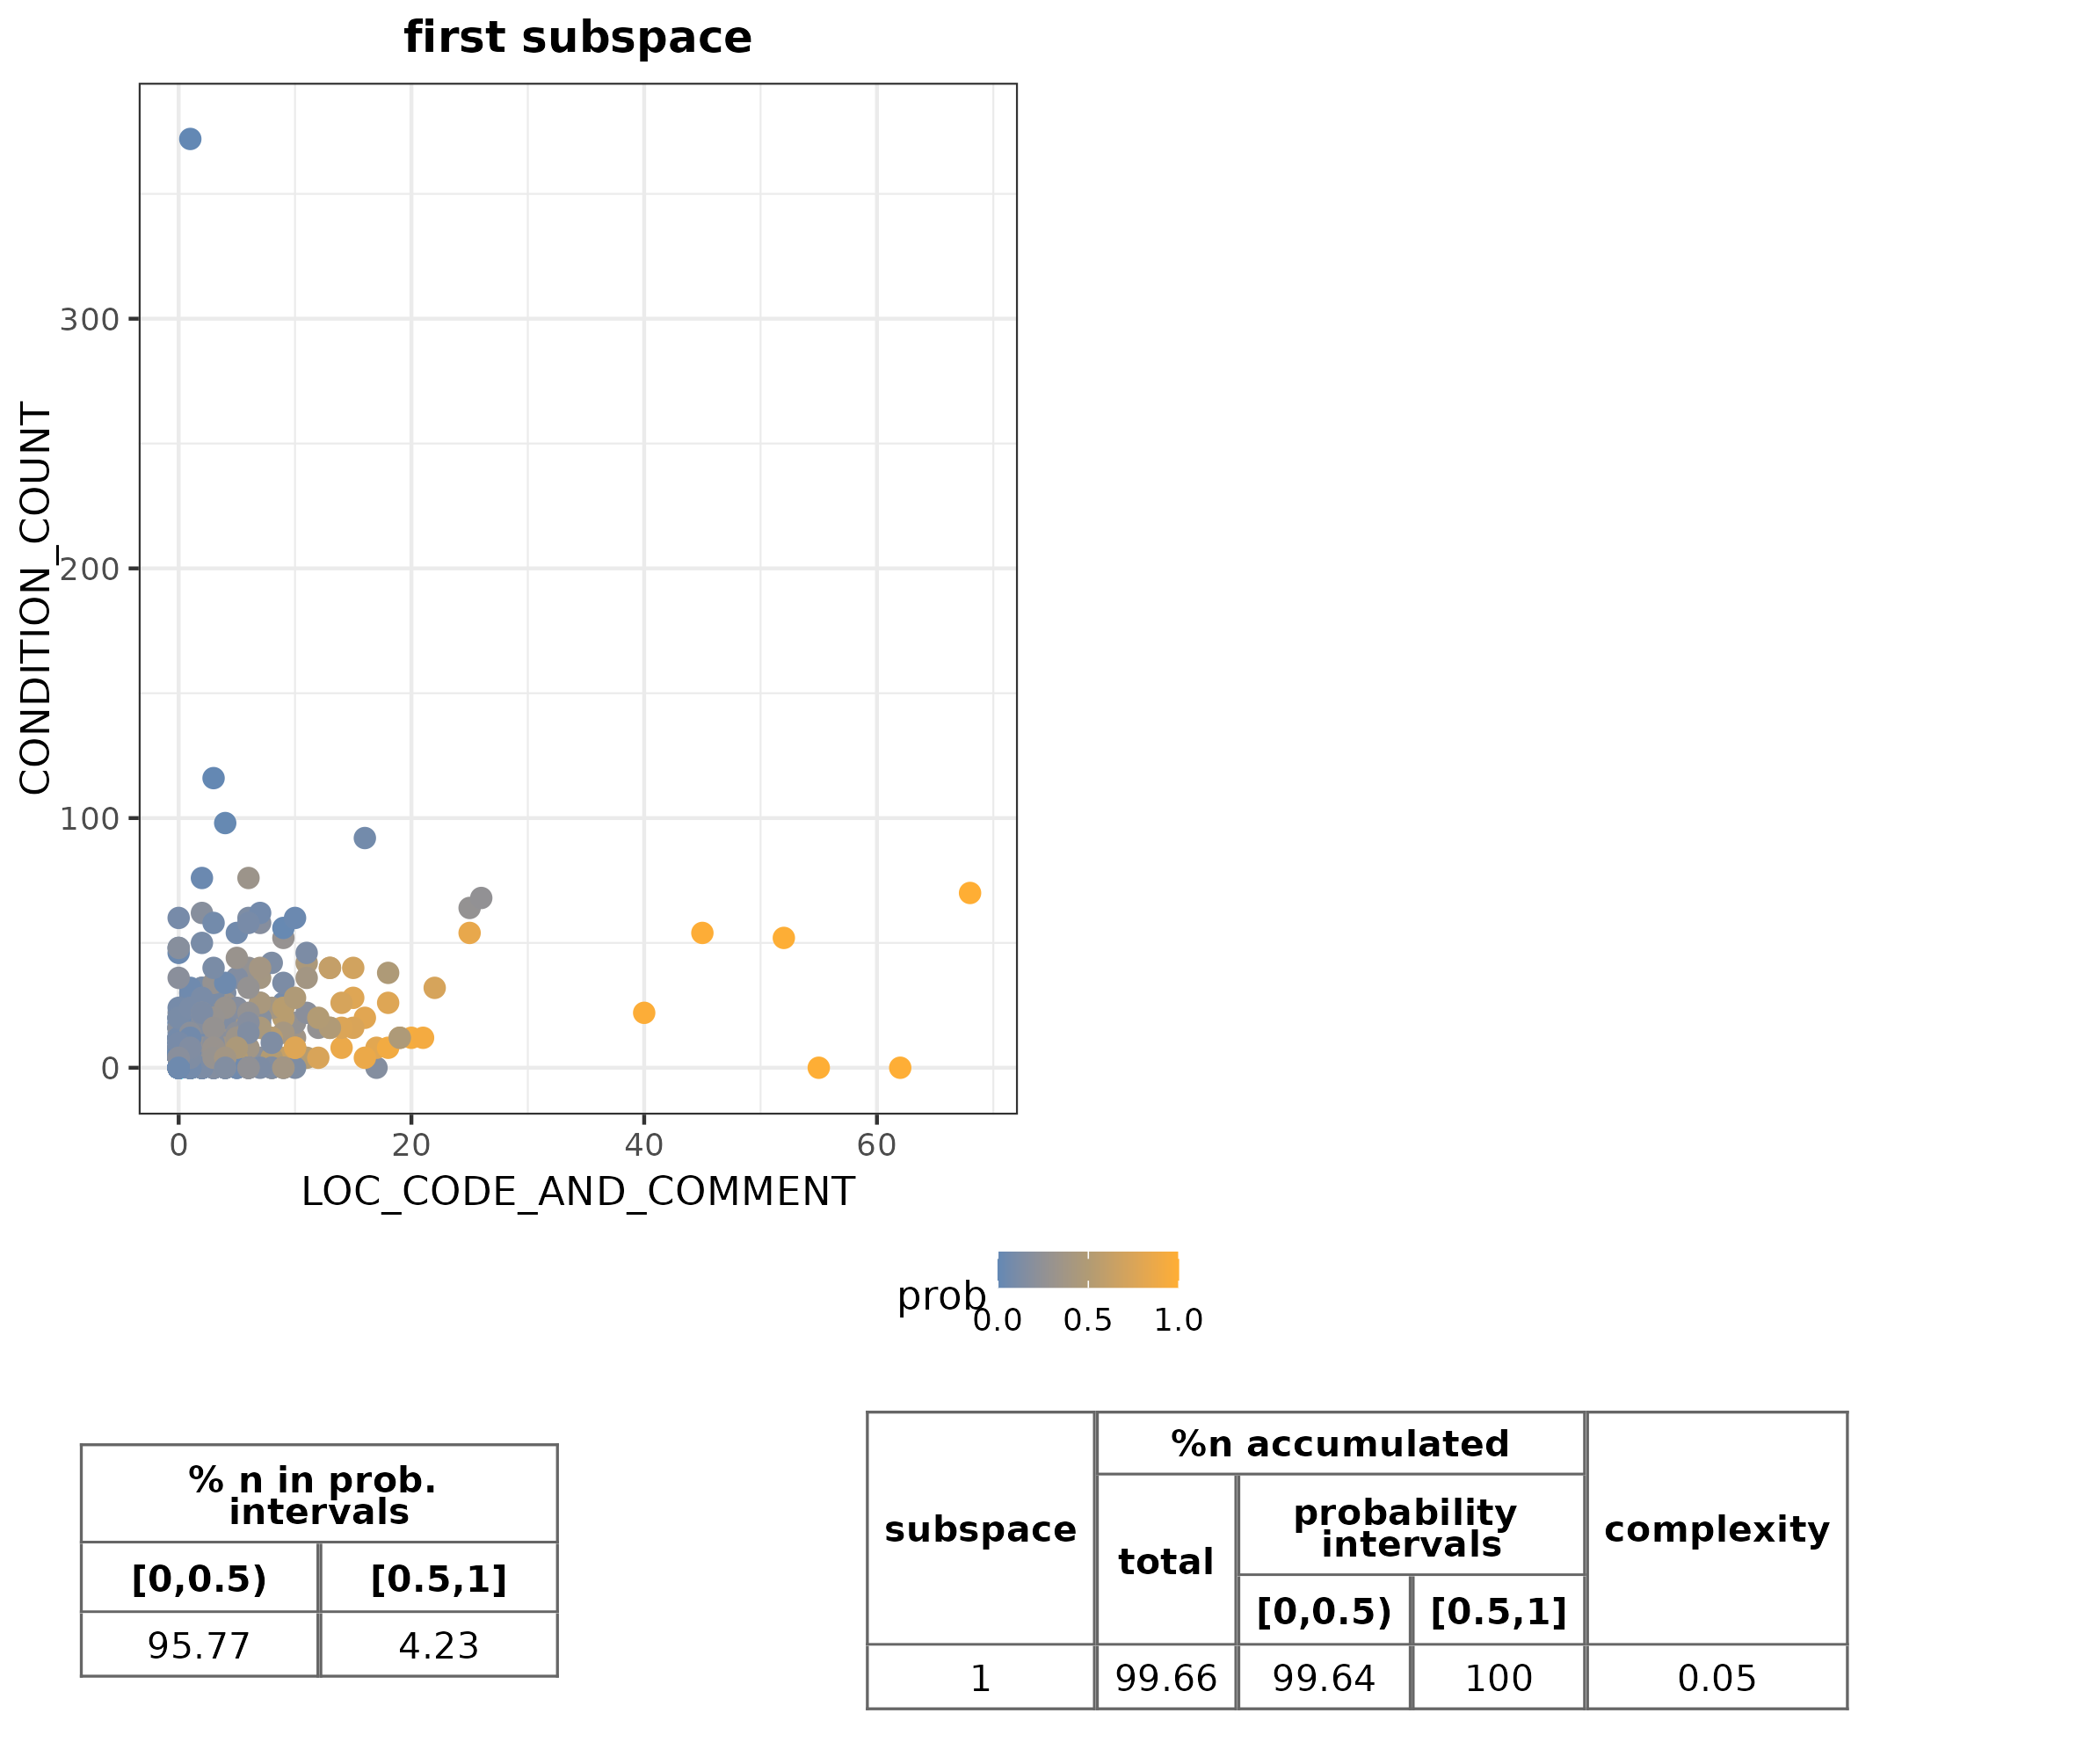 first subspace
CONDITION_COUNT
300
200
100
0
0 20 40 60
LOC_CODE_AND_COMMENT
prob
0.0 0.5 1.0
% n in prob.
intervals
[0,0.5) [0.5,1]
95.77 4.23
subspace
%n accumulated
total
probability
intervals
[0,0.5) [0.5,1]
complexity
1 99.66 99.64 100 0.05